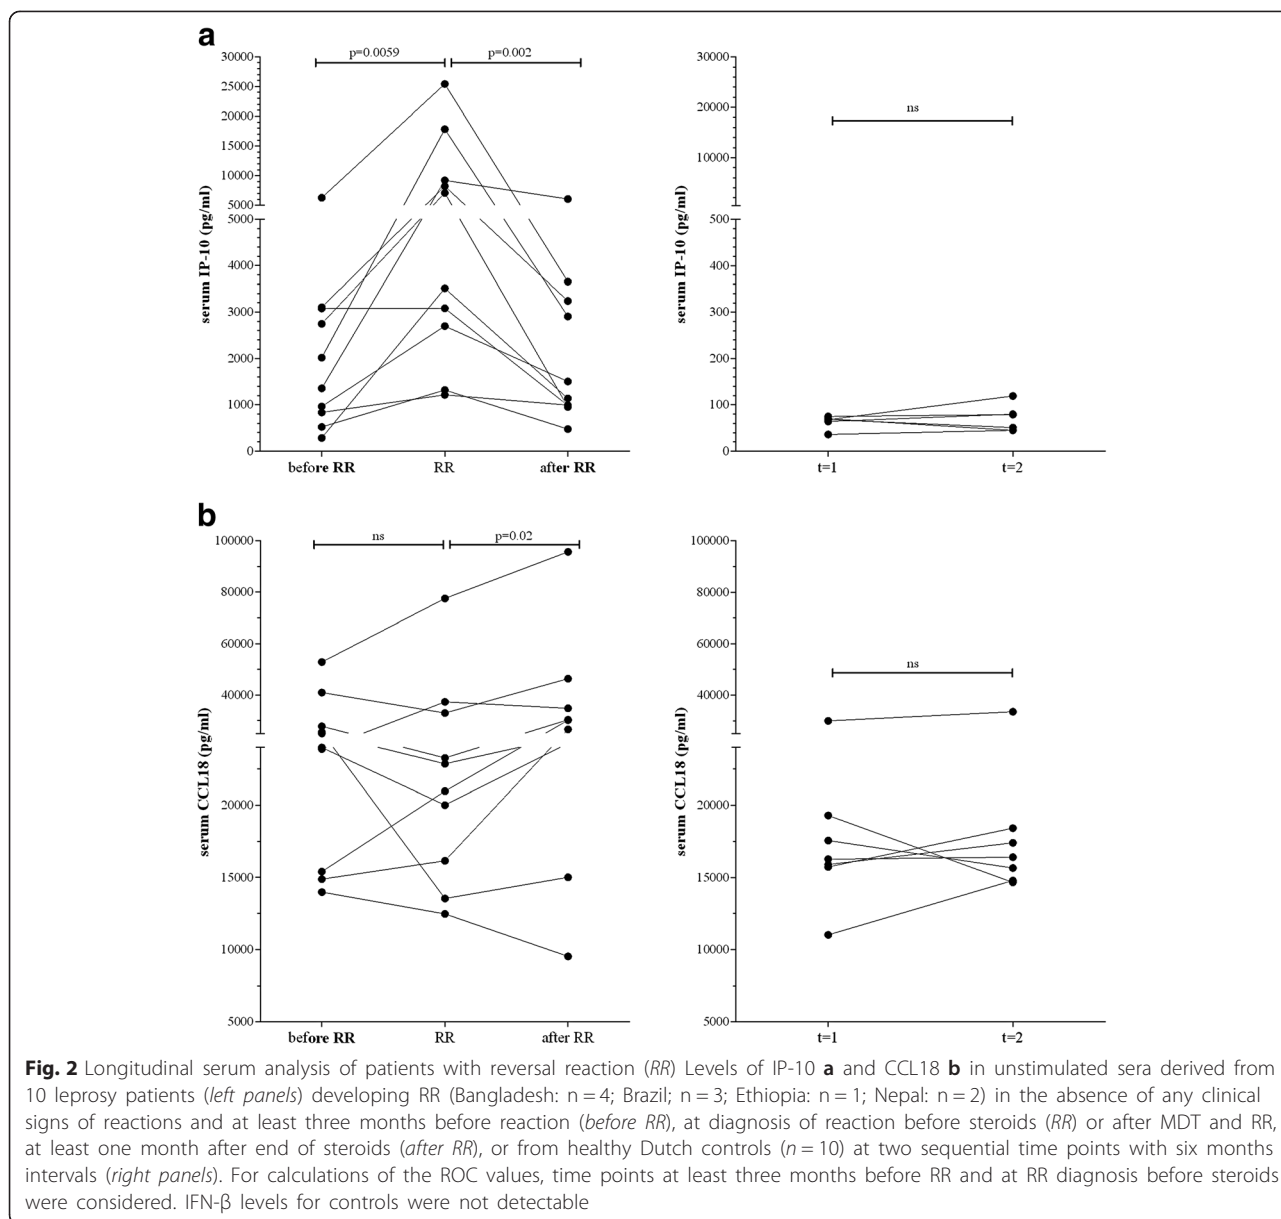 a
p=0.0059
p=0.002
30000
25000
20000
15000
10000
5000
5000
4000
3000
2000
1000
0
serum IP-10 (pg/ml)
before RR
RR
after RR
ns
30000
20000
10000
500
400
300
200
100
0
serum IP-10 (pg/ml)
t=1
t=2
b
ns
p=0.02
100000
80000
60000
40000
20000
15000
10000
5000
serum CCL18 (pg/ml)
before RR
RR
after RR
ns
100000
80000
60000
40000
20000
15000
10000
5000
serum CCL18 (pg/ml)
t=1
t=2
Fig. 2 Longitudinal serum analysis of patients with reversal reaction (RR) Levels of IP-10 a and CCL18 b in unstimulated sera derived from
10 leprosy patients (left panels) developing RR (Bangladesh: n = 4; Brazil; n = 3; Ethiopia: n = 1; Nepal: n = 2) in the absence of any clinical
signs of reactions and at least three months before reaction (before RR), at diagnosis of reaction before steroids (RR) or after MDT and RR,
at least one month after end of steroids (after RR), or from healthy Dutch controls (n = 10) at two sequential time points with six months
intervals (right panels). For calculations of the ROC values, time points at least three months before RR and at RR diagnosis before steroids
were considered. IFN-β levels for controls were not detectable